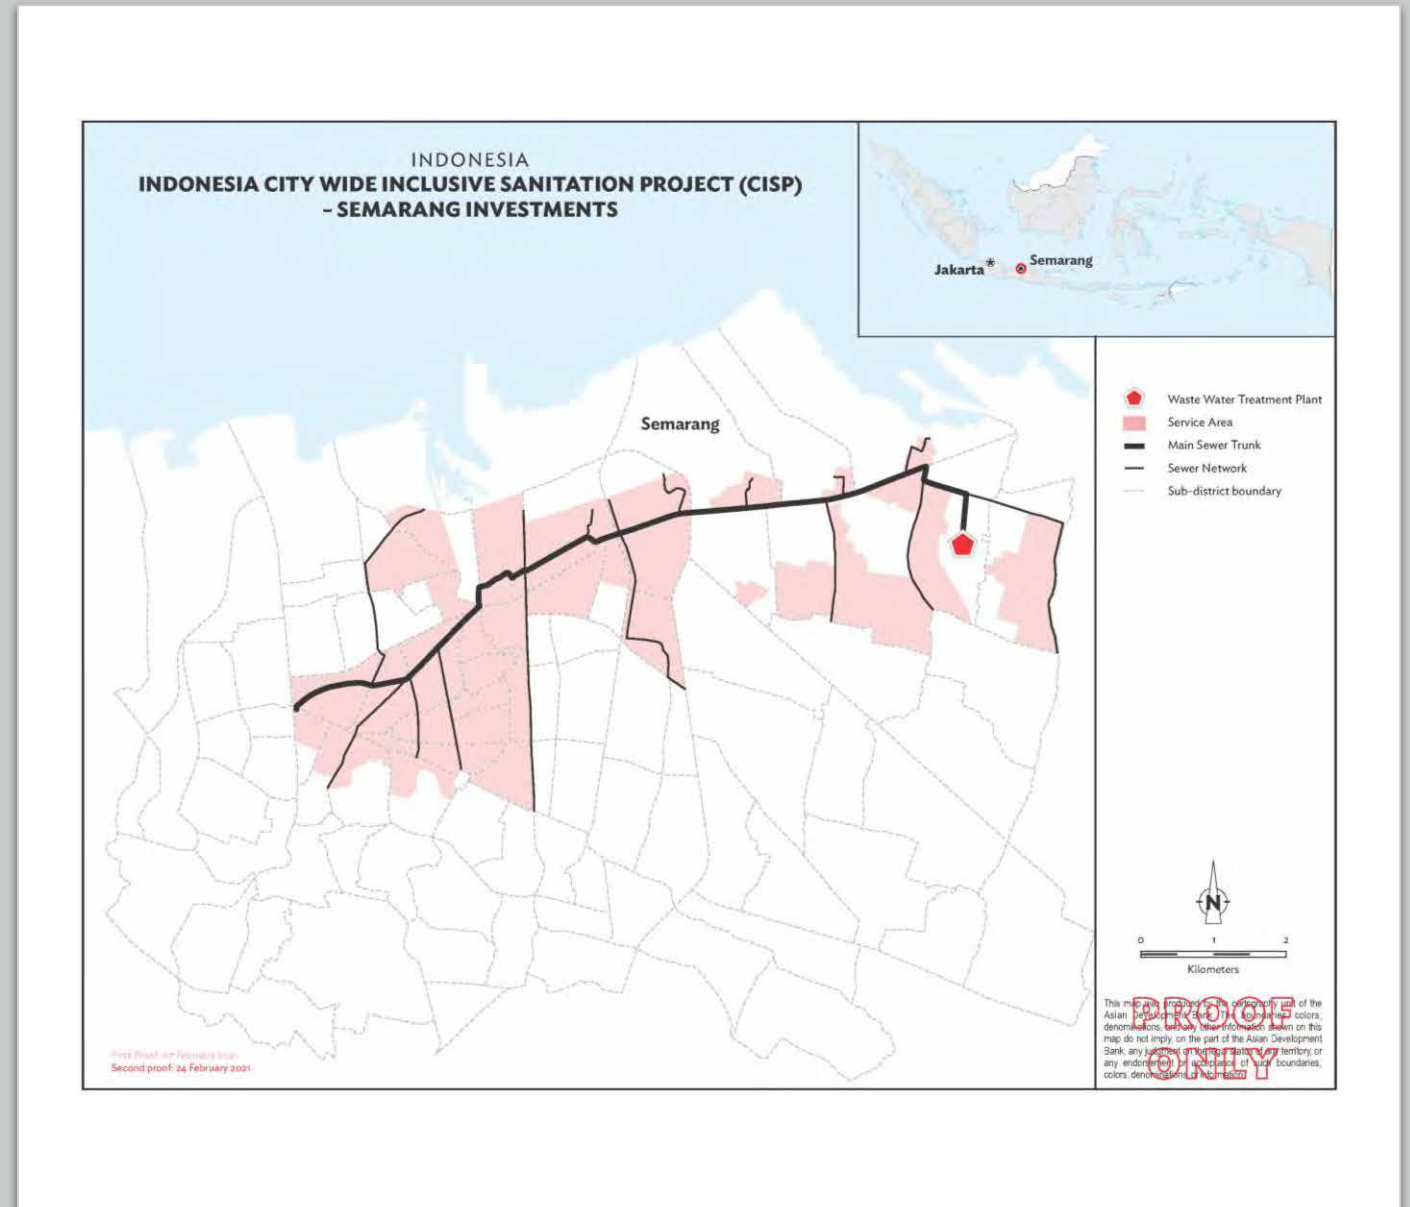 INDONESIA
INDONESIA CITY WIDE INCLUSIVE SANITATION PROJECT (CISP)
– SEMARANG INVESTMENTS
Jakarta
Semarang
Semarang
Waste Water Treatment Plant
Service Area
Main Sewer Trunk
Sewer Network
Sub-district boundary
N
0 1 2
Kilometers
This map was produced by the cartography unit of the
Asian Development Bank. The boundaries, colors,
denominations, and any other information shown on this
map do not imply, on the part of the Asian Development
Bank, any judgment on the legal status of any territory, or
any endorsement or acceptance of such boundaries,
colors, denominations, or information.
PROOF
ONLY
First Proof: 07 February 2021
Second proof: 24 February 2021